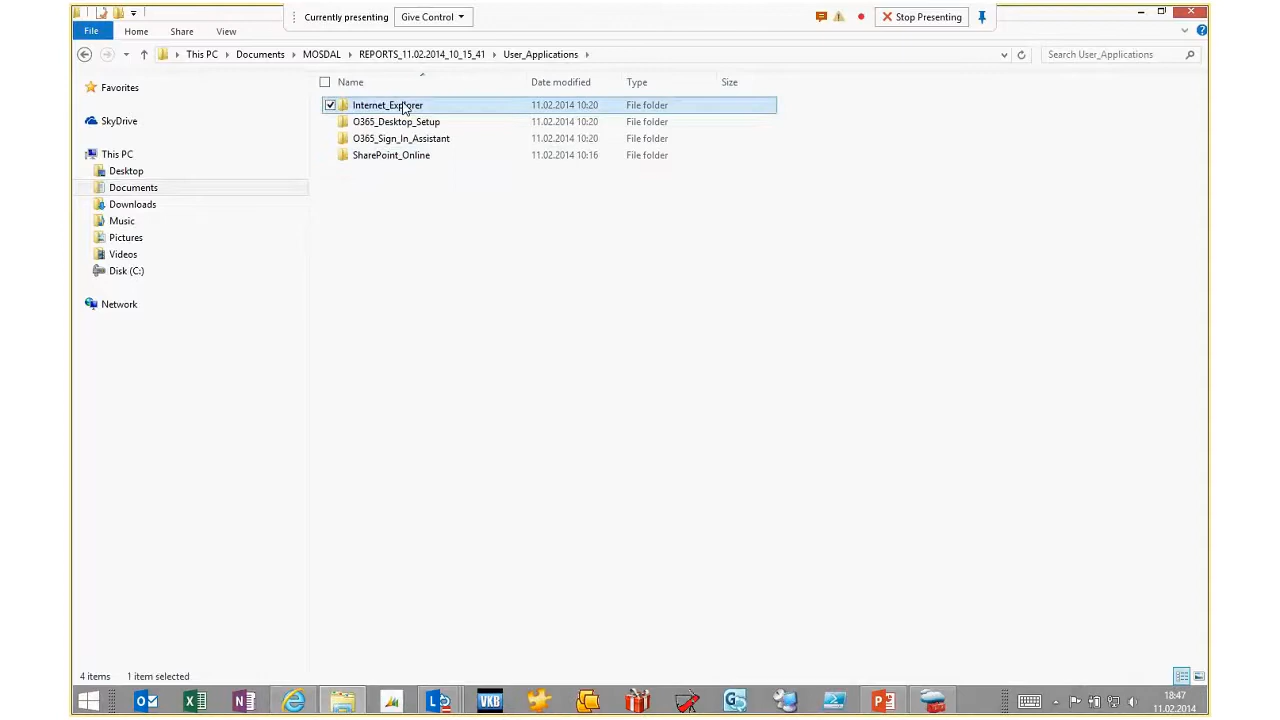 Currently presenting Give Control Stop Presenting
File Home Share View
This PC Documents MOSDAL REPORTS_11.02.2014_10_15_41 User_Applications Search User_Applications
Name Date modified Type Size
Favorites
Internet_Explorer 11.02.2014 10:20 File folder
SkyDrive O365_Desktop_Setup 11.02.2014 10:20 File folder
O365_Sign_In_Assistant 11.02.2014 10:20 File folder
This PC SharePoint_Online 11.02.2014 10:16 File folder
Desktop
Documents
Downloads
Music
Pictures
Videos
Disk (C:)
Network
4 items 1 item selected
VKB
18:47
11.02.2014